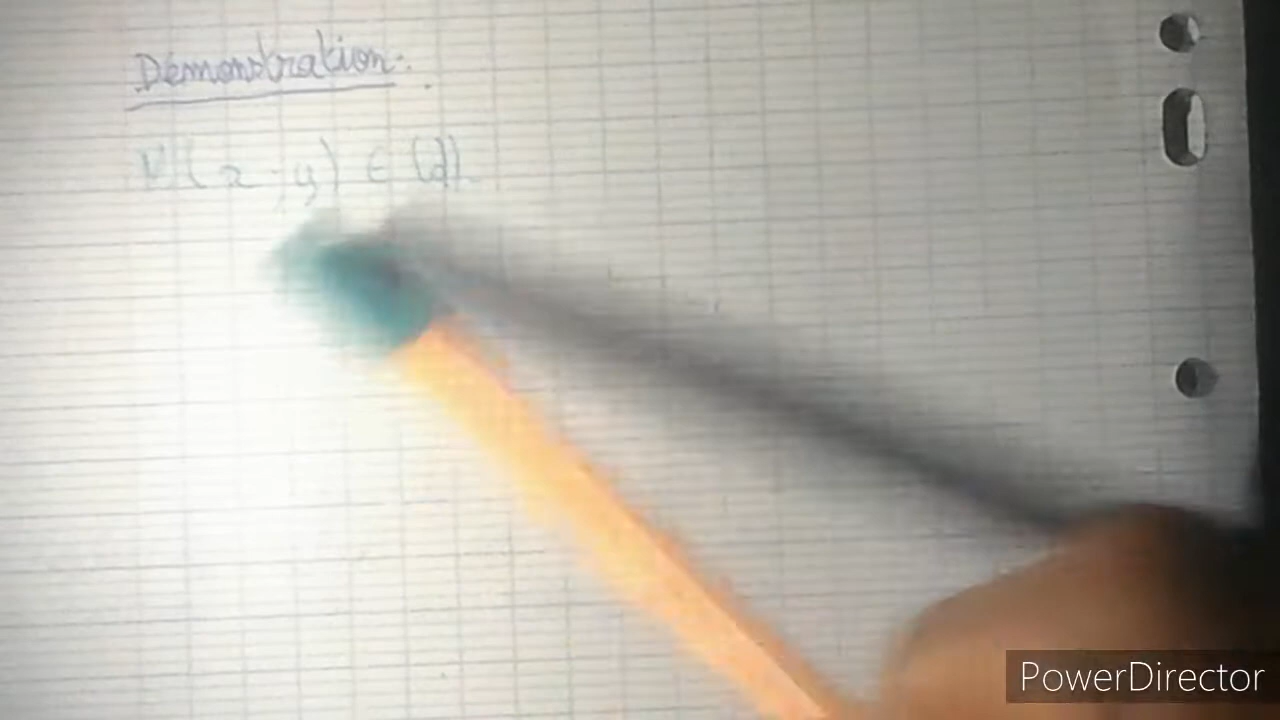 Démonstration:
M(x;y) ∈ (d)
PowerDirector